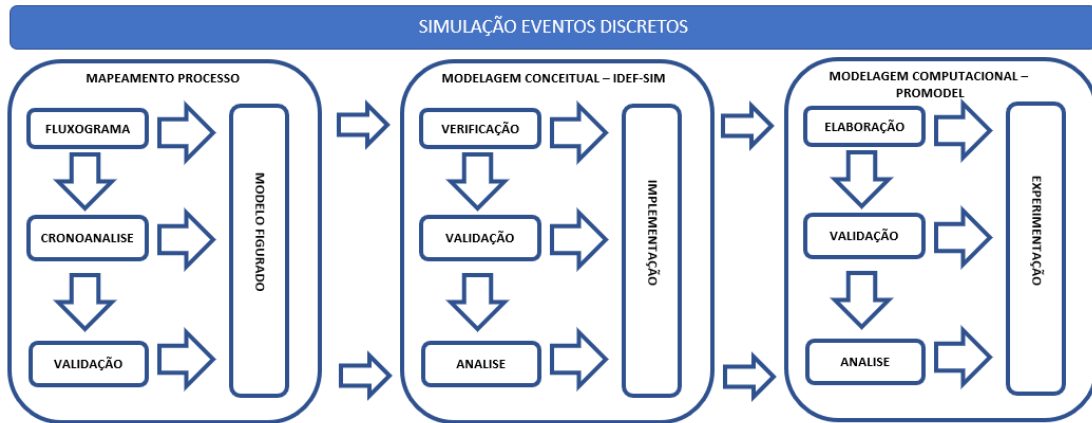 SIMULAÇÃO EVENTOS DISCRETOS
MAPEAMENTO PROCESSO
FLUXOGRAMA
CRONOANALISE
VALIDAÇÃO
MODELO FIGURADO
MODELAGEM CONCEITUAL – IDEF-SIM
VERIFICAÇÃO
VALIDAÇÃO
ANALISE
IMPLEMENTAÇÃO
MODELAGEM COMPUTACIONAL –
PROMODEL
ELABORAÇÃO
VALIDAÇÃO
ANALISE
EXPERIMENTAÇÃO